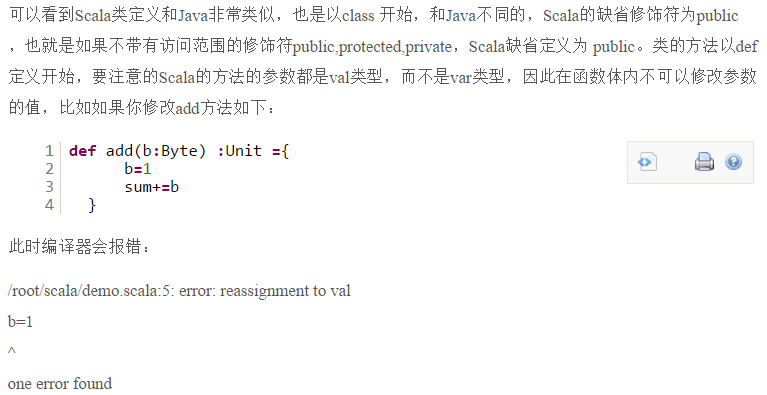 可以看到Scala类定义和Java非常类似，也是以class 开始，和Java不同的，Scala的缺省修饰符为public
，也就是如果不带有访问范围的修饰符public,protected,private，Scala缺省定义为 public。类的方法以def
定义开始，要注意的Scala的方法的参数都是val类型，而不是var类型，因此在函数体内不可以修改参数
的值，比如如果你修改add方法如下：
1 def add(b:Byte) :Unit ={
2 b=1
3 sum+=b
4 }
此时编译器会报错：
/root/scala/demo.scala:5: error: reassignment to val
b=1
^
one error found